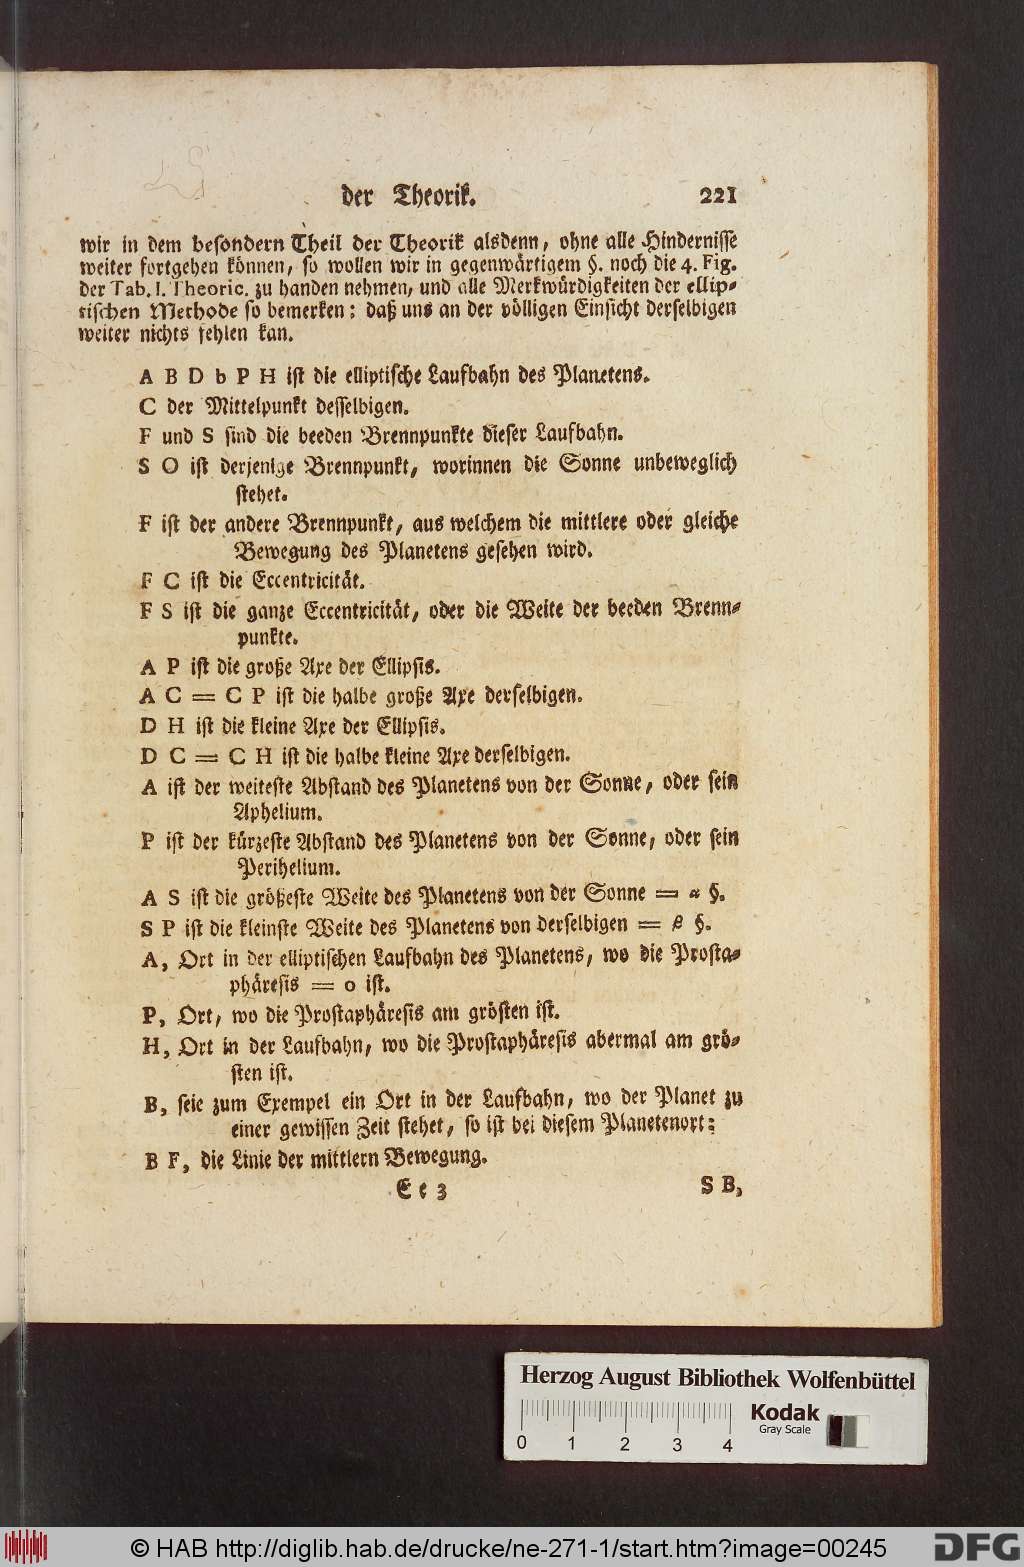 der Theorik. 221
wir in dem besondern Theil der Theorik alsdenn, ohne alle Hindernisse
weiter fortgehen können, so wollen wir in gegenwärtigem §. noch die 4. Fig.
der Tab. I. Theoric. zu handen nehmen, und alle Merkwürdigkeiten der ellip-
tischen Methode so bemerken: daß uns an der völligen Einsicht derselbigen
weiter nichts fehlen kan.
A B D b P H ist die elliptische Laufbahn des Planetens.
C der Mittelpunkt desselbigen.
F und S sind die beeden Brennpunkte dieser Laufbahn.
S O ist derjenige Brennpunkt, worinnen die Sonne unbeweglich
stehet.
F ist der andere Brennpunkt, aus welchem die mittlere oder gleiche
Bewegung des Planetens gesehen wird.
F C ist die Eccentricität.
F S ist die ganze Eccentricität, oder die Weite der beeden Brenn-
punkte.
A P ist die große Axe der Ellipsis.
A C = C P ist die halbe große Axe derselbigen.
D H ist die kleine Axe der Ellipsis.
D C = C H ist die halbe kleine Axe derselbigen.
A ist der weiteste Abstand des Planetens von der Sonne, oder sein
Aphelium.
P ist der kürzeste Abstand des Planetens von der Sonne, oder sein
Perihelium.
A S ist die größeste Weite des Planetens von der Sonne = α §.
S P ist die kleinste Weite des Planetens von derselbigen = β §.
A, Ort in der elliptischen Laufbahn des Planetens, wo die Prosta-
phäresis = 0 ist.
P, Ort, wo die Prostaphäresis am grösten ist.
H, Ort in der Laufbahn, wo die Prostaphäresis abermal am grö-
sten ist.
B, seie zum Exempel ein Ort in der Laufbahn, wo der Planet zu
einer gewissen Zeit stehet, so ist bei diesem Planetenort:
B F, die Linie der mittlern Bewegung.
E e 3 S B,
Herzog August Bibliothek Wolfenbüttel
Kodak
Gray Scale
0 1 2 3 4
© HAB http://diglib.hab.de/drucke/ne-271-1/start.htm?image=00245
DFG